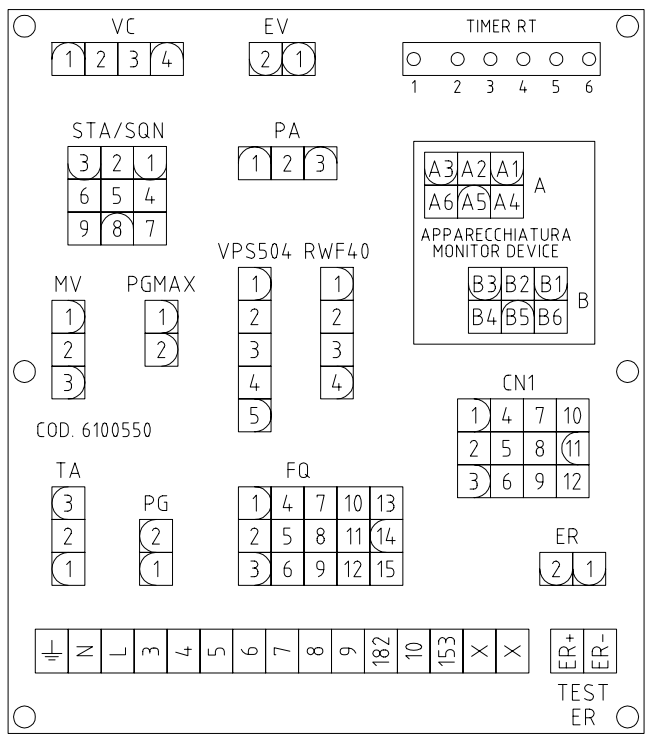 VC EV TIMER RT
1 2 3 4
2 1
1 2 3 4 5 6
STA/SQN PA
3 2 1
6 5 4
9 8 7
1 2 3
A3 A2 A1
A6 A5 A4
A
APPARECCHIATURA
MONITOR DEVICE
B3 B2 B1
B4 B5 B6
B
VPS504 RWF40
1
2
3
4
5
1
2
3
4
MV PGMAX
1
2
3
1
2
CN1
1 4 7 10
2 5 8 11
3 6 9 12
COD. 6100550
TA PG FQ
3
2
1
2
1
1 4 7 10 13
2 5 8 11 14
3 6 9 12 15
ER
2 1
N L 3 4 5 6 7 8 9 182 10 153 X X
ER+ ER-
TEST
ER